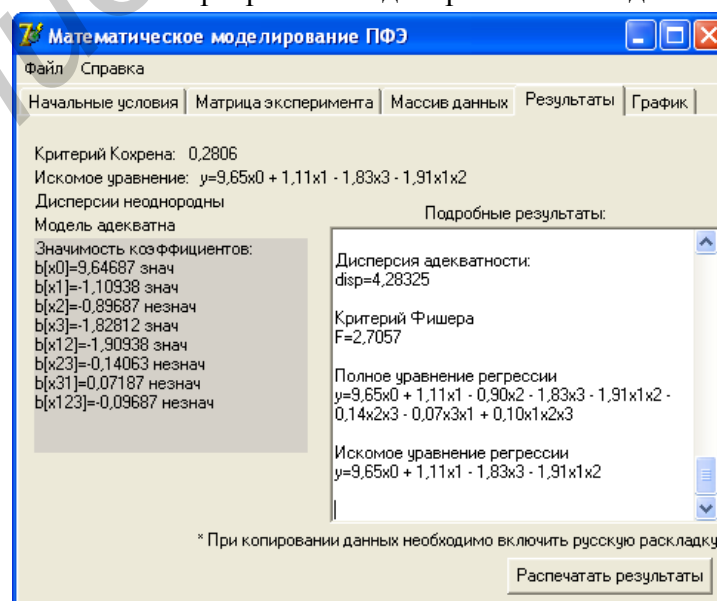 Математическое моделирование ПФЭ
Файл Справка
Начальные условия Матрица эксперимента Массив данных Результаты График
Критерий Кохрена: 0,2806
Искомое уравнение: y=9,65x0 + 1,11x1 - 1,83x3 - 1,91x1x2
Дисперсии неоднородны
Модель адекватна
Значимость коэффициентов:
b[x0]=9,64687 знач
b[x1]=-1,10938 знач
b[x2]=-0,89687 незнач
b[x3]=-1,82812 знач
b[x12]=-1,90938 знач
b[x23]=-0,14063 незнач
b[x31]=0,07187 незнач
b[x123]=-0,09687 незнач
Подробные результаты:
Дисперсия адекватности:
disp=4,28325
Критерий Фишера
F=2,7057
Полное уравнение регрессии
y=9,65x0 + 1,11x1 - 0,90x2 - 1,83x3 - 1,91x1x2 -
0,14x2x3 - 0,07x3x1 + 0,10x1x2x3
Искомое уравнение регрессии
y=9,65x0 + 1,11x1 - 1,83x3 - 1,91x1x2
* При копировании данных необходимо включить русскую раскладку
Распечатать результаты